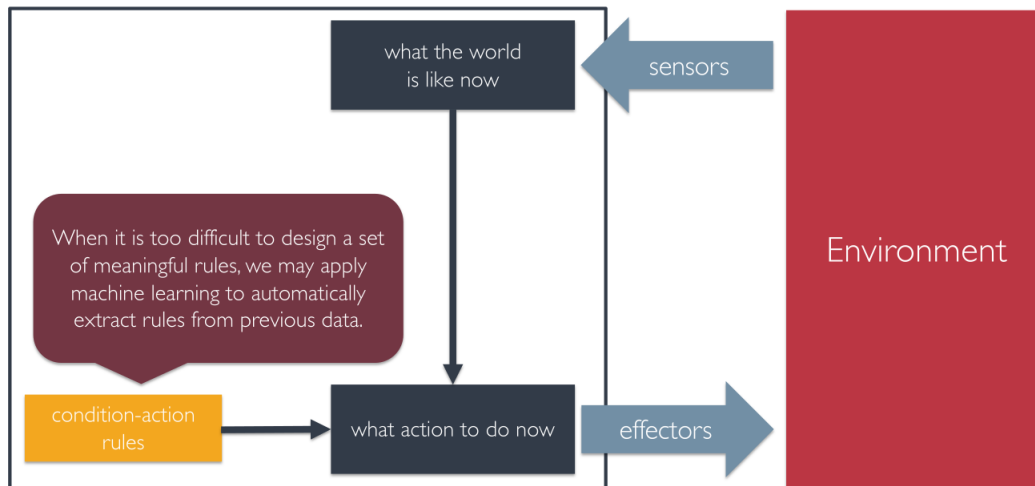 what the world
is like now
sensors
When it is too difficult to design a set
of meaningful rules, we may apply
machine learning to automatically
extract rules from previous data.
Environment
condition-action
rules
what action to do now
effectors